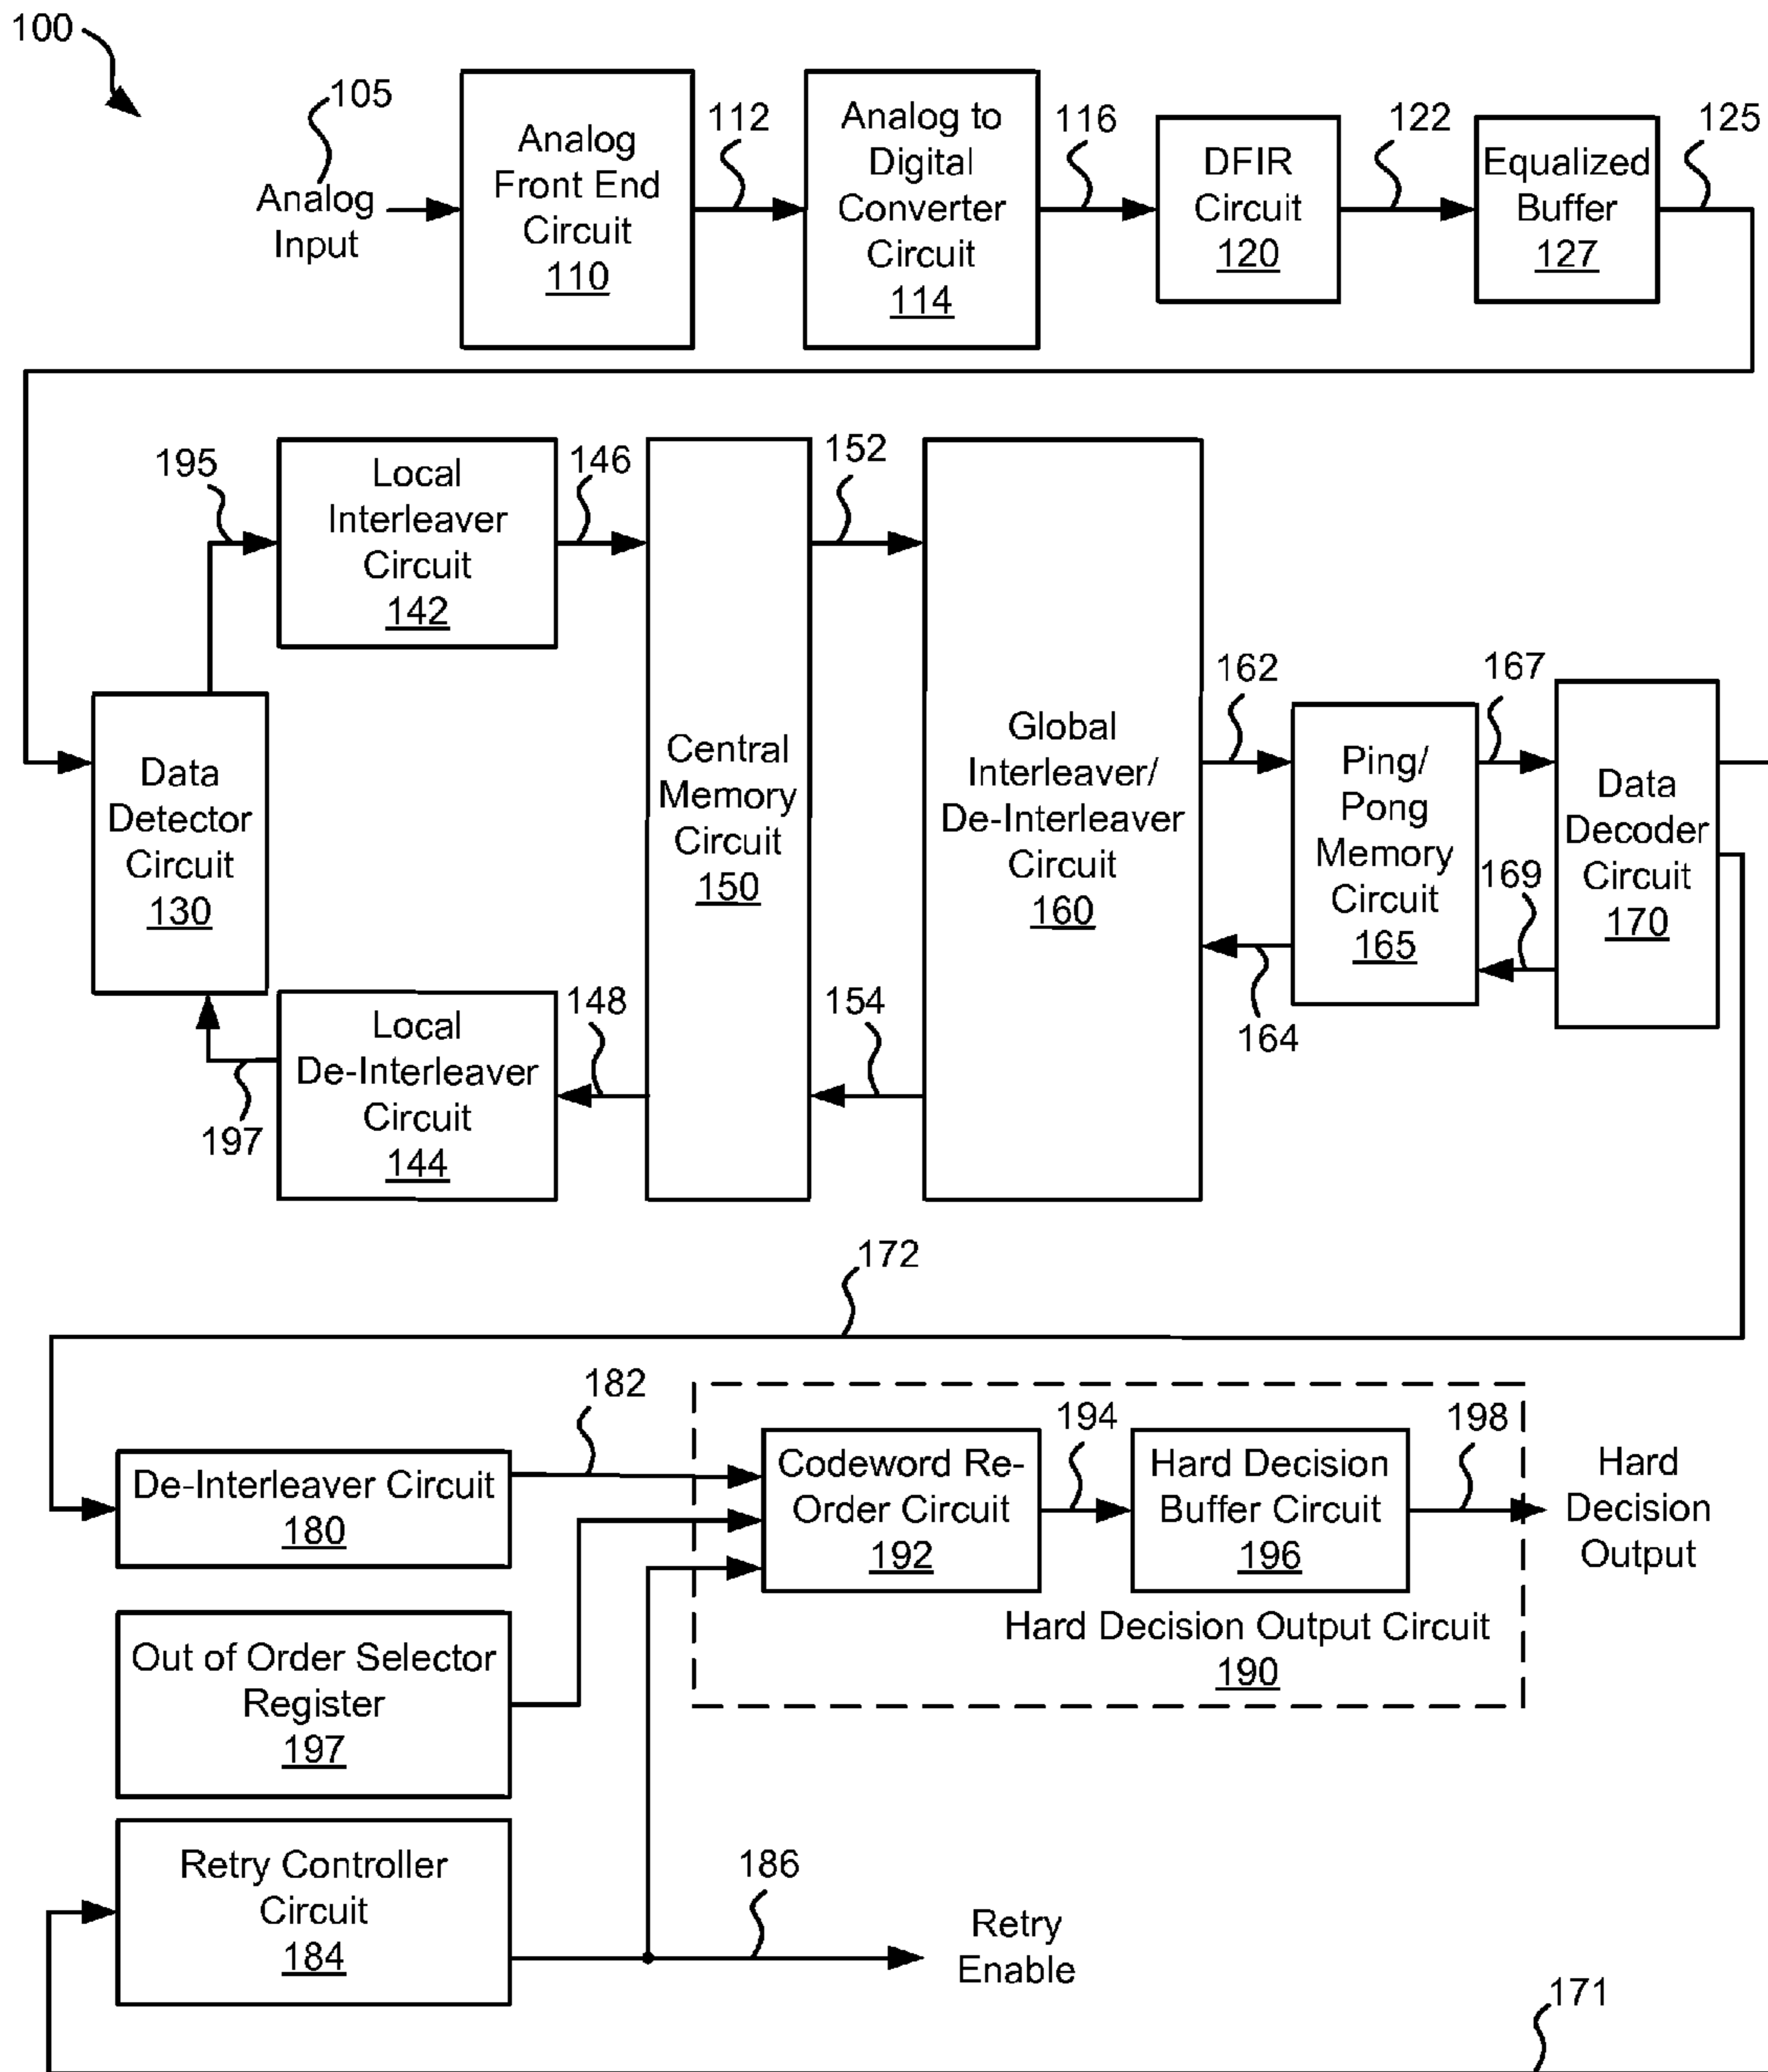 100
105
Analog
Input
Analog
Front End
Circuit
110
112
Analog to
Digital
Converter
Circuit
114
116
DFIR
Circuit
120
122
Equalized
Buffer
127
125
195
Local
Interleaver
Circuit
142
146
152
Data
Detector
Circuit
130
Central
Memory
Circuit
150
Global
Interleaver/
De-Interleaver
Circuit
160
162
Ping/
Pong
Memory
Circuit
165
167
169
164
Data
Decoder
Circuit
170
197
Local
De-Interleaver
Circuit
144
148
154
172
De-Interleaver Circuit
180
182
Codeword Re-
Order Circuit
192
194
Hard Decision
Buffer Circuit
196
198
Hard
Decision
Output
Hard Decision Output Circuit
190
Out of Order Selector
Register
197
Retry Controller
Circuit
184
186
Retry
Enable
171